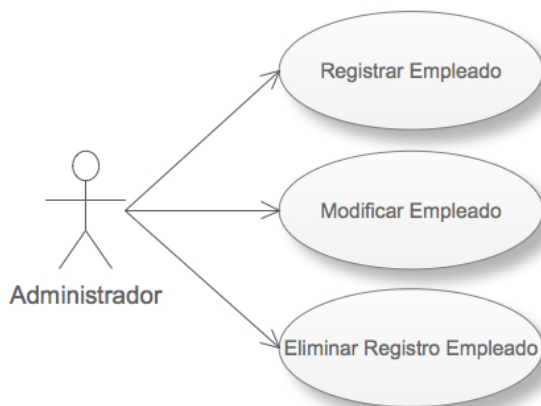 Registrar Empleado
Modificar Empleado
Administrador
Eliminar Registro Empleado